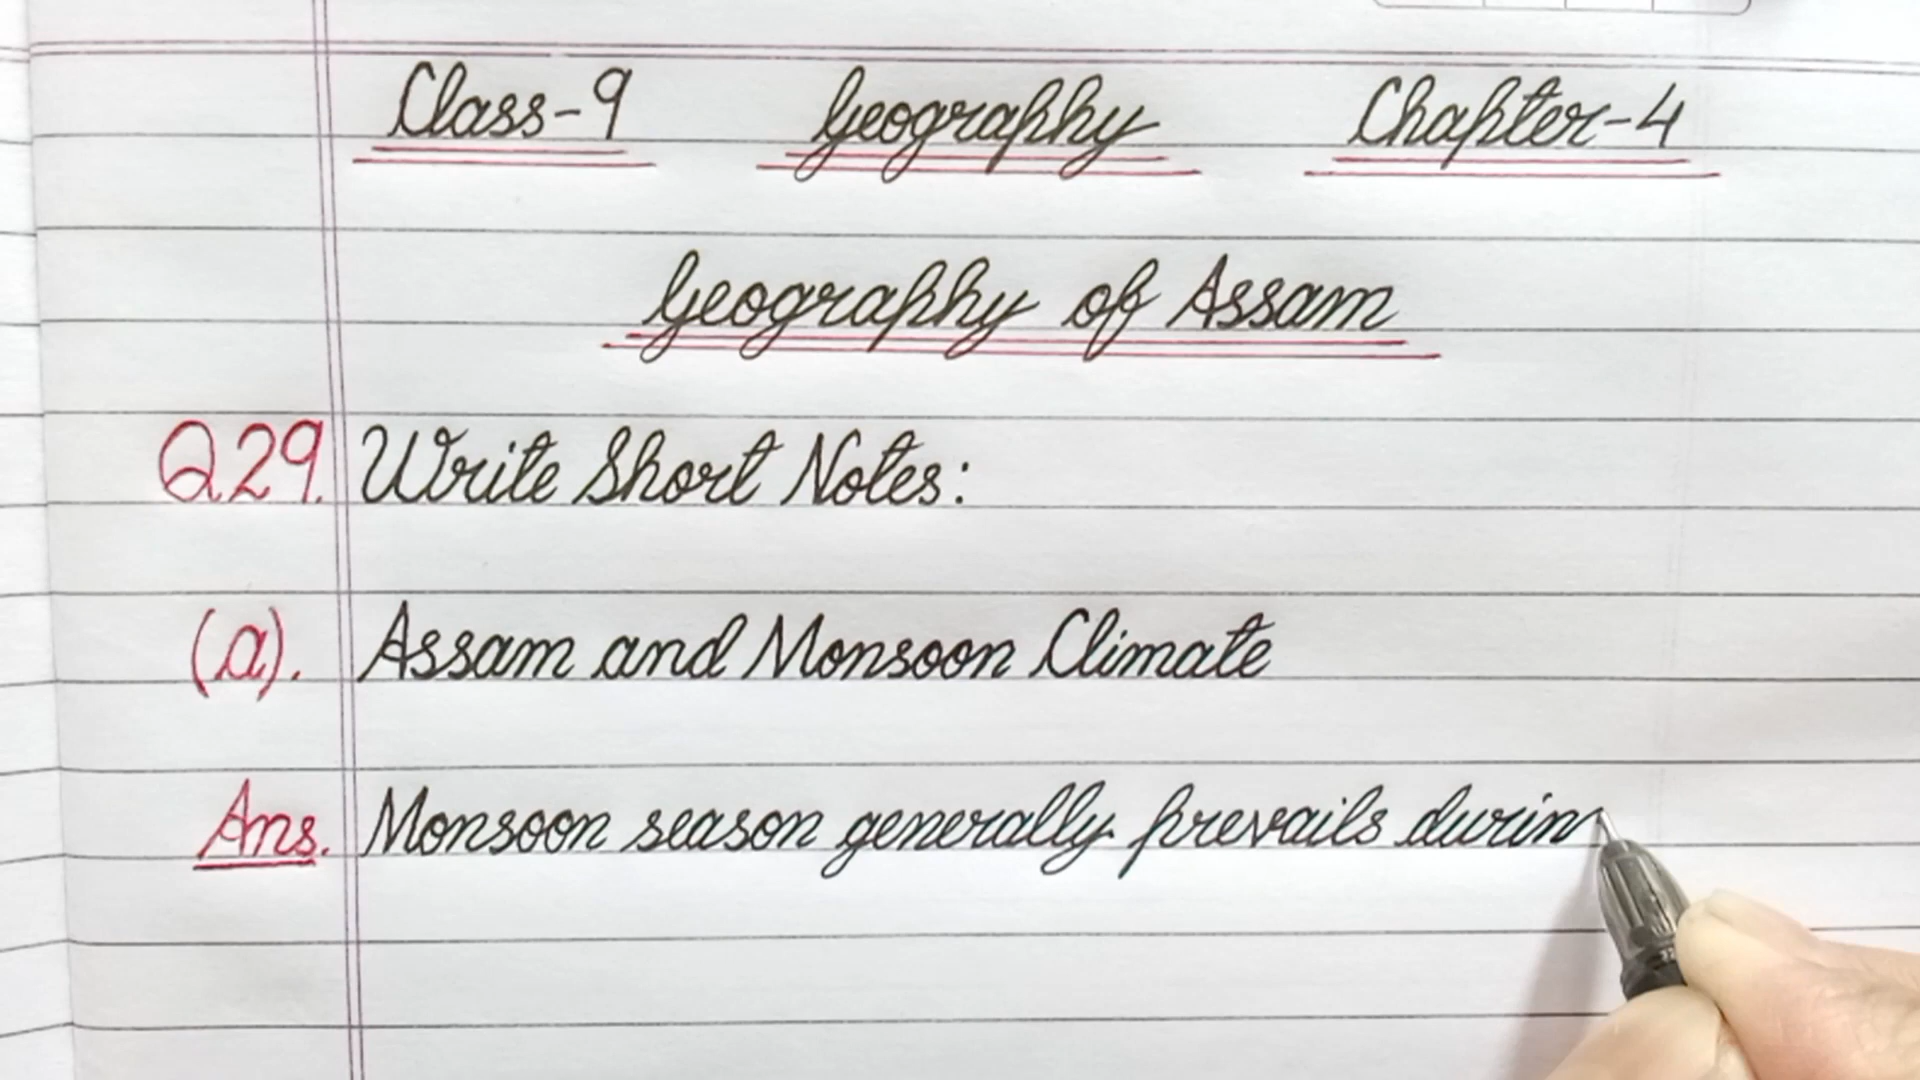 Class-9 Geography Chapter-4
Geography of Assam
Q.29. Write Short Notes:
(a). Assam and Monsoon Climate
Ans. Monsoon season generally prevails durin